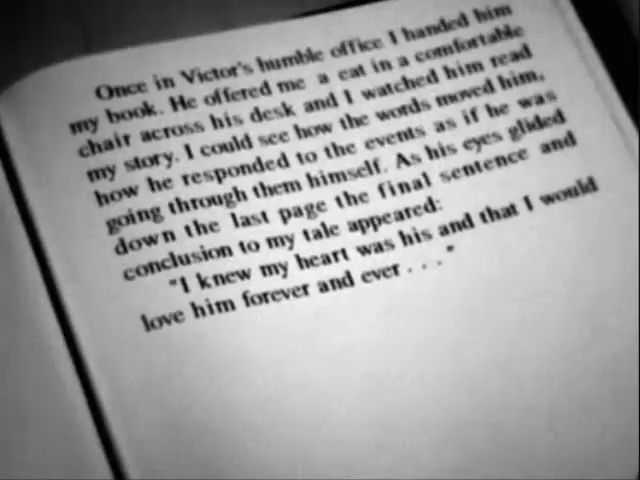 Once in Victor's humble office I handed him
my book. He offered me a eat in a comfortable
chair across his desk and I watched him read
my story. I could see how the words moved him,
how he responded to the events as if he was
going through them himself. As his eyes glided
down the last page the final sentence and
conclusion to my tale appeared:
"I knew my heart was his and that I would
love him forever and ever . . . "